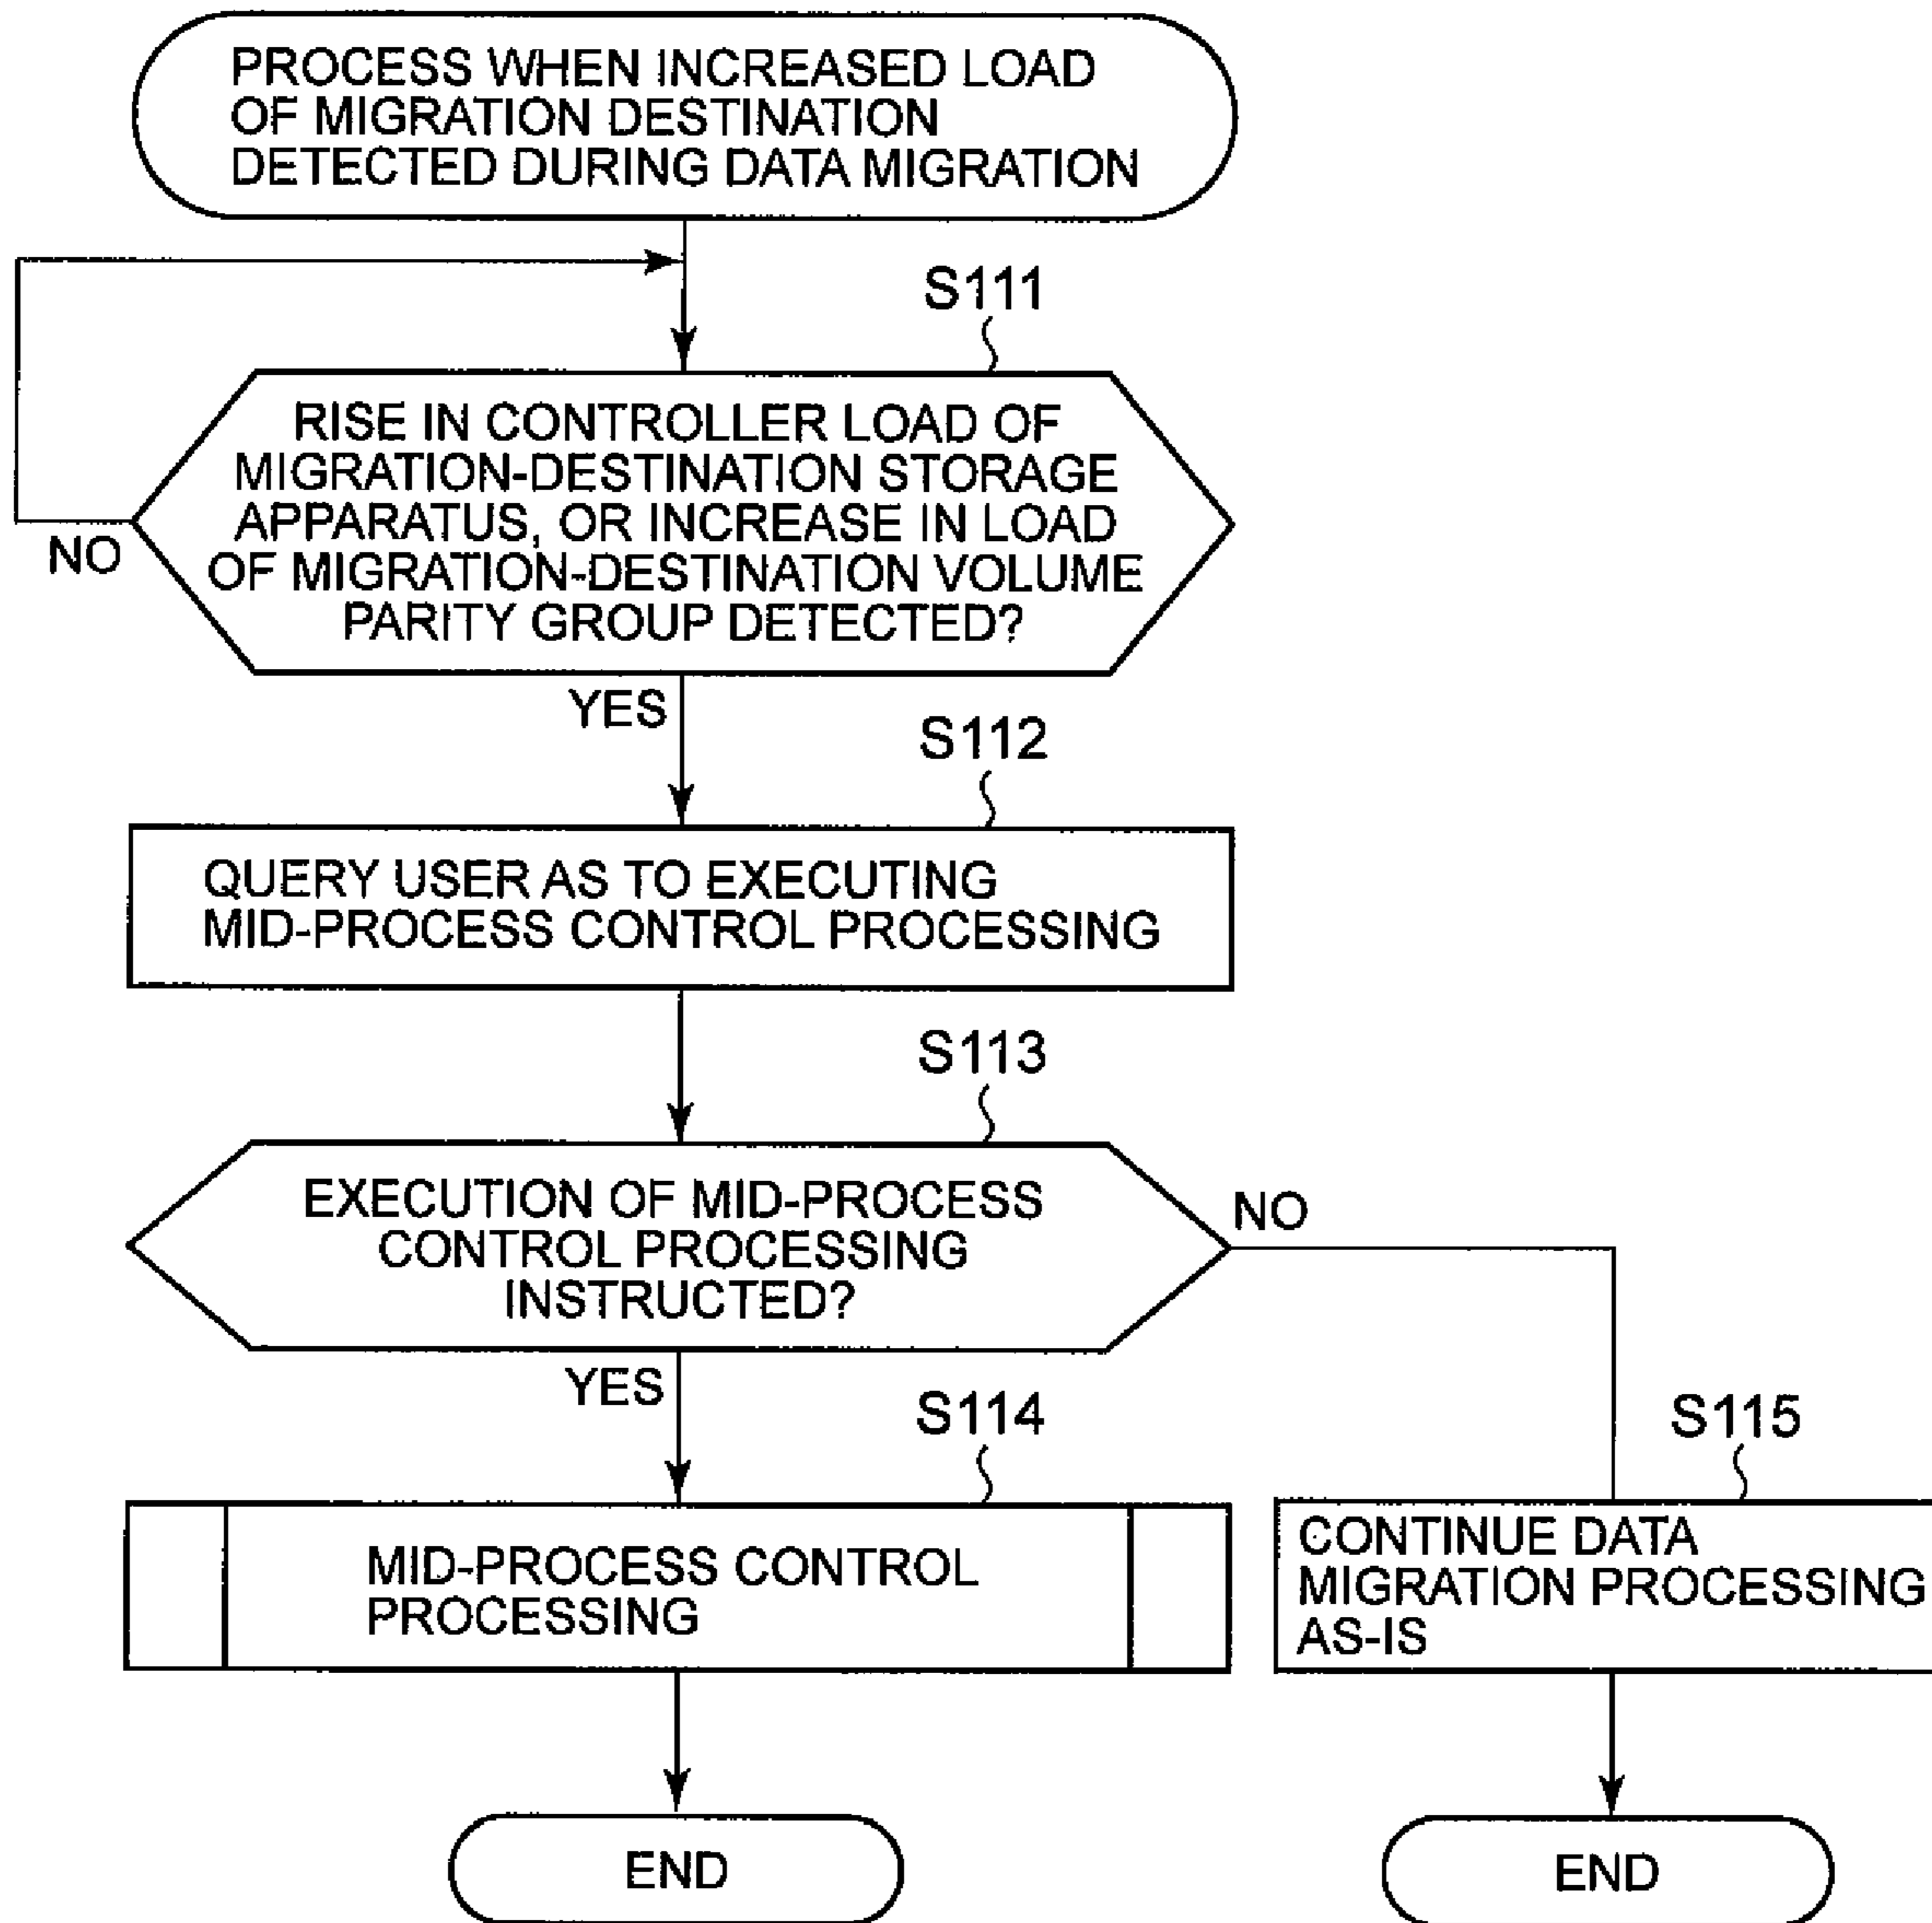 PROCESS WHEN INCREASED LOAD
OF MIGRATION DESTINATION
DETECTED DURING DATA MIGRATION
S111
RISE IN CONTROLLER LOAD OF
MIGRATION-DESTINATION STORAGE
APPARATUS, OR INCREASE IN LOAD
OF MIGRATION-DESTINATION VOLUME
PARITY GROUP DETECTED?
NO
YES
S112
QUERY USER AS TO EXECUTING
MID-PROCESS CONTROL PROCESSING
S113
EXECUTION OF MID-PROCESS
CONTROL PROCESSING
INSTRUCTED?
NO
YES
S114
MID-PROCESS CONTROL
PROCESSING
S115
CONTINUE DATA
MIGRATION PROCESSING
AS-IS
END
END